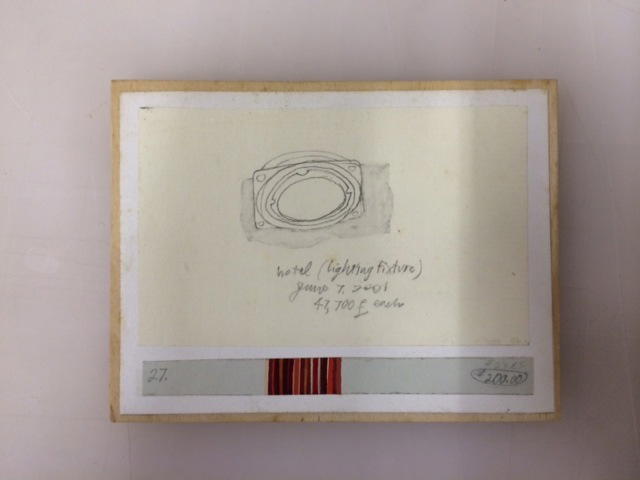 hotel (lighting fixture)
June 7. 2001
47,700 £ each
27.
$200.00